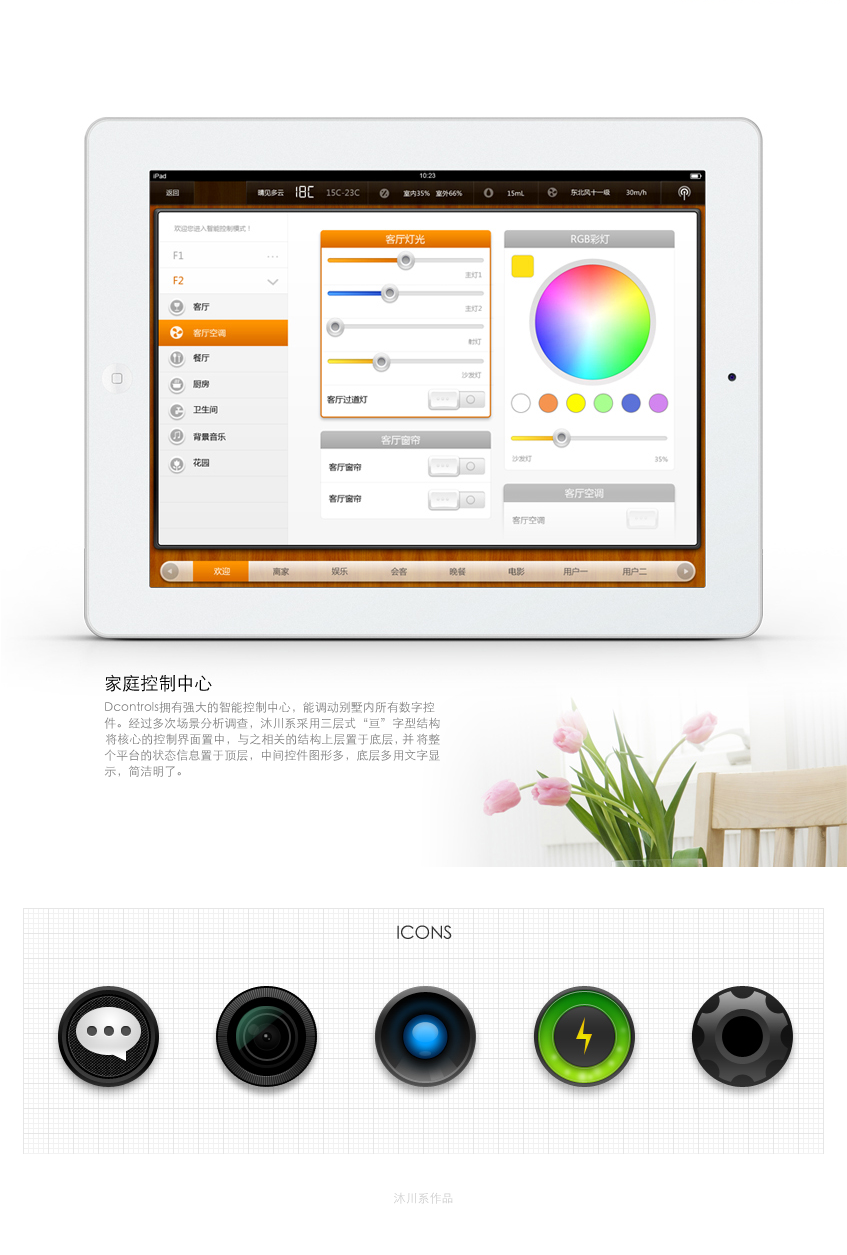 iPad 10:23
返回 晴见多云 18C 15C-23C 室内35% 室外66% 15mL 东北风十一级 30m/h
欢迎您进入智能控制模式！
F1
F2
客厅
客厅空调
餐厅
厨房
卫生间
背景音乐
花园
客厅灯光
主灯1
主灯2
射灯
沙发灯
客厅过道灯
客厅窗帘
客厅窗帘
客厅窗帘
RGB彩灯
沙发灯 35%
客厅空调
客厅空调
欢迎 离家 娱乐 会客 晚餐 电影 用户一 用户二
家庭控制中心
Dcontrols拥有强大的智能控制中心，能调动别墅内所有数字控
件。经过多次场景分析调查，沐川系采用三层式“亘”字型结构
将核心的控制界面置中，与之相关的结构上层置于底层，并 将整
个平台的状态信息置于顶层，中间控件图形多，底层多用文字显
示，简洁明了。
ICONS
沐川系作品